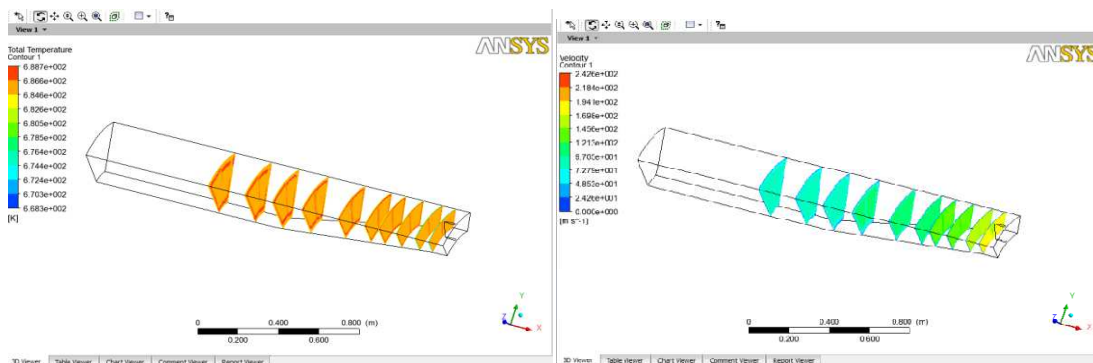 View 1
Total Temperature
Contour 1
6.887e+002
6.866e+002
6.846e+002
6.826e+002
6.805e+002
6.785e+002
6.765e+002
6.744e+002
6.724e+002
6.703e+002
6.683e+002
[K]
ANSYS
0
0.400
0.800
(m)
0.200
0.600
Y
Z
X
3D Viewer
Table Viewer
Chart Viewer
Comment Viewer
Report Viewer
View 1
Velocity
Contour 1
2.426e+002
2.184e+002
1.941e+002
1.698e+002
1.456e+002
1.213e+002
9.703e+001
7.279e+001
4.853e+001
2.426e+001
0.000e+000
[m s^-1]
ANSYS
0
0.400
0.800
(m)
0.200
0.600
Y
Z
X
3D Viewer
Table Viewer
Chart Viewer
Comment Viewer
Report Viewer